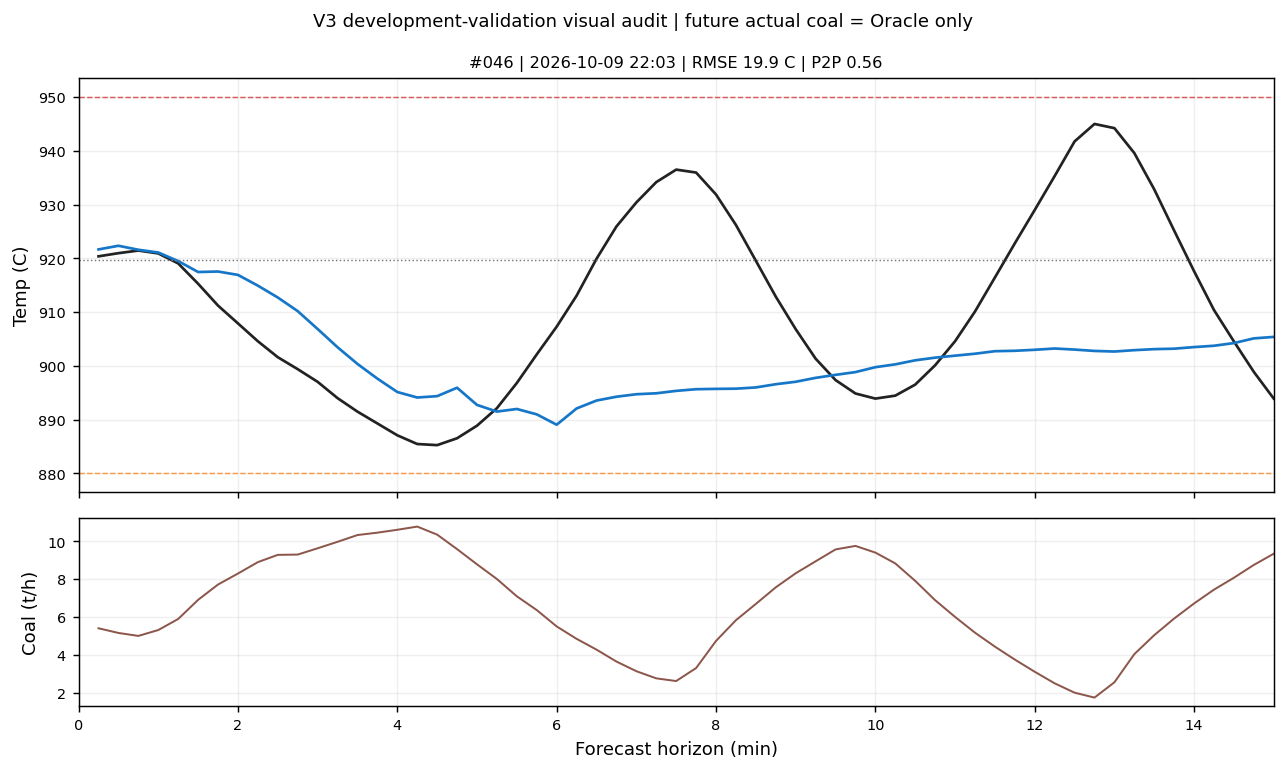 V3 development-validation visual audit | future actual coal = Oracle only
#046 | 2026-10-09 22:03 | RMSE 19.9 C | P2P 0.56
Temp (C)
950
940
930
920
910
900
890
880
Coal (t/h)
10
8
6
4
2
0 2 4 6 8 10 12 14
Forecast horizon (min)